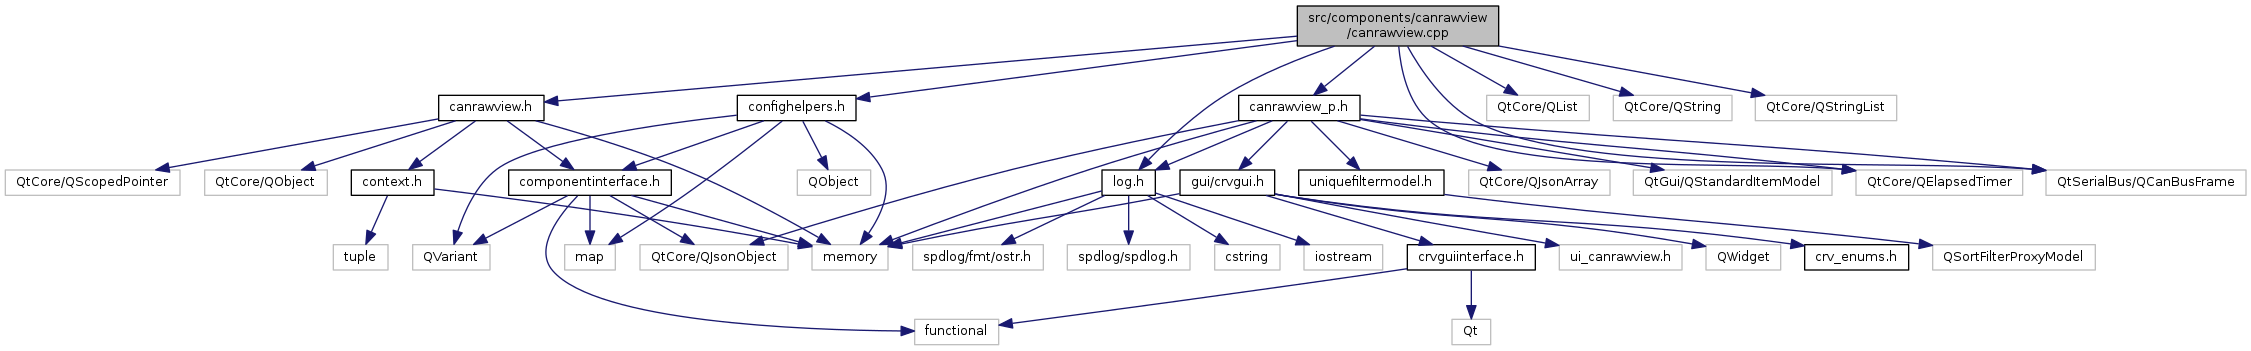 src/components/canrawview
/canrawview.cpp
canrawview.h
confighelpers.h
canrawview_p.h
QtCore/QList
QtCore/QString
QtCore/QStringList
QtCore/QScopedPointer
QtCore/QObject
context.h
componentinterface.h
QObject
log.h
gui/crvgui.h
uniquefiltermodel.h
QtCore/QJsonArray
QtGui/QStandardItemModel
QtCore/QElapsedTimer
QtSerialBus/QCanBusFrame
tuple
QVariant
map
QtCore/QJsonObject
memory
spdlog/fmt/ostr.h
spdlog/spdlog.h
cstring
iostream
crvguiinterface.h
ui_canrawview.h
QWidget
crv_enums.h
QSortFilterProxyModel
functional
Qt